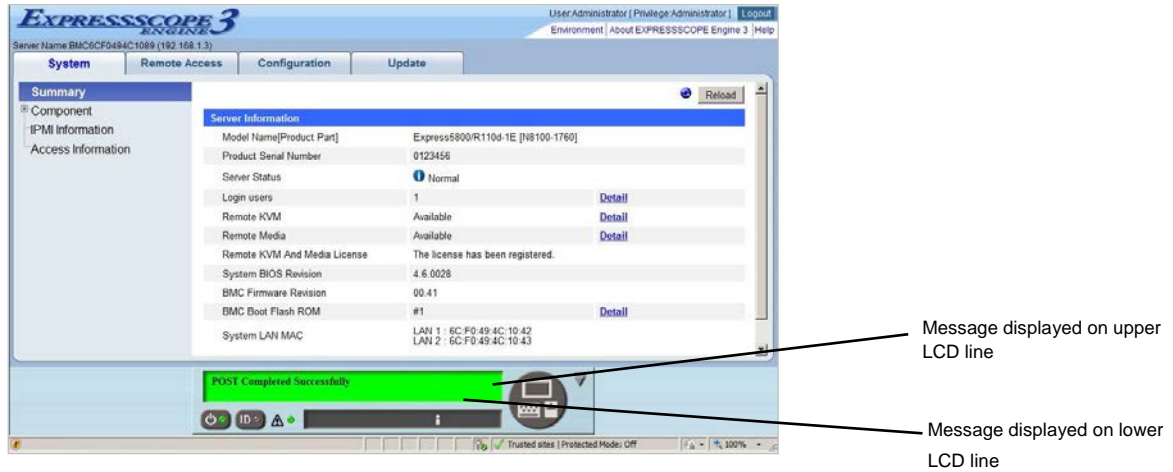 EXPRESSSCOPE
ENGINE 3
User:Administrator [ Privilege:Administrator ] Logout
Environment About EXPRESSSCOPE Engine 3 Help
Server Name:BMC6CF0494C1089 (192.168.1.3)
System Remote Access Configuration Update
Summary
Component
IPMI Information
Access Information
Reload
Server Information
Model Name[Product Part] Express5800/R110d-1E [N8100-1760]
Product Serial Number 0123456
Server Status Normal
Login users 1 Detail
Remote KVM Available Detail
Remote Media Available Detail
Remote KVM And Media License The license has been registered.
System BIOS Revision 4.6.0028
BMC Firmware Revision 00.41
BMC Boot Flash ROM #1 Detail
System LAN MAC LAN 1 : 6C:F0:49:4C:10:42
LAN 2 : 6C:F0:49:4C:10:43
POST Completed Successfully
ID
Trusted sites | Protected Mode: Off 100%
Message displayed on upper
LCD line
Message displayed on lower
LCD line